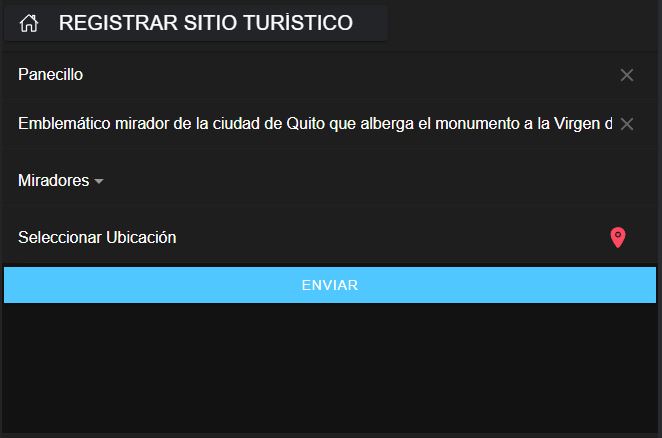 REGISTRAR SITIO TURÍSTICO
Panecillo
Emblemático mirador de la ciudad de Quito que alberga el monumento a la Virgen d
Miradores
Seleccionar Ubicación
ENVIAR